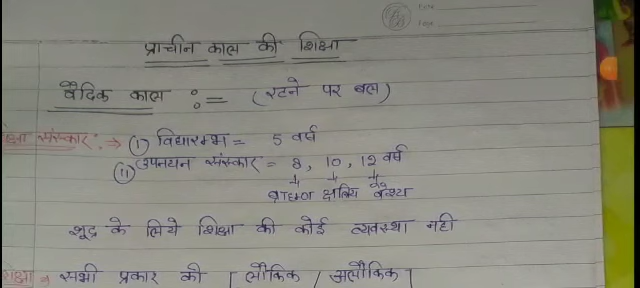 प्राचीन काल की शिक्षा
वैदिक काल := (रटने पर बल)
संस्कार: → (i) विद्यारम्भ = 5 वर्ष
(ii) उपनयन संस्कार = 8, 10, 12 वर्ष
↓ ↓ ↓
ब्राह्मण क्षत्रिय वैश्य
शूद्र के लिये शिक्षा की कोई व्यवस्था नही
शिक्षा → सभी प्रकार की [लौकिक / अलौकिक]